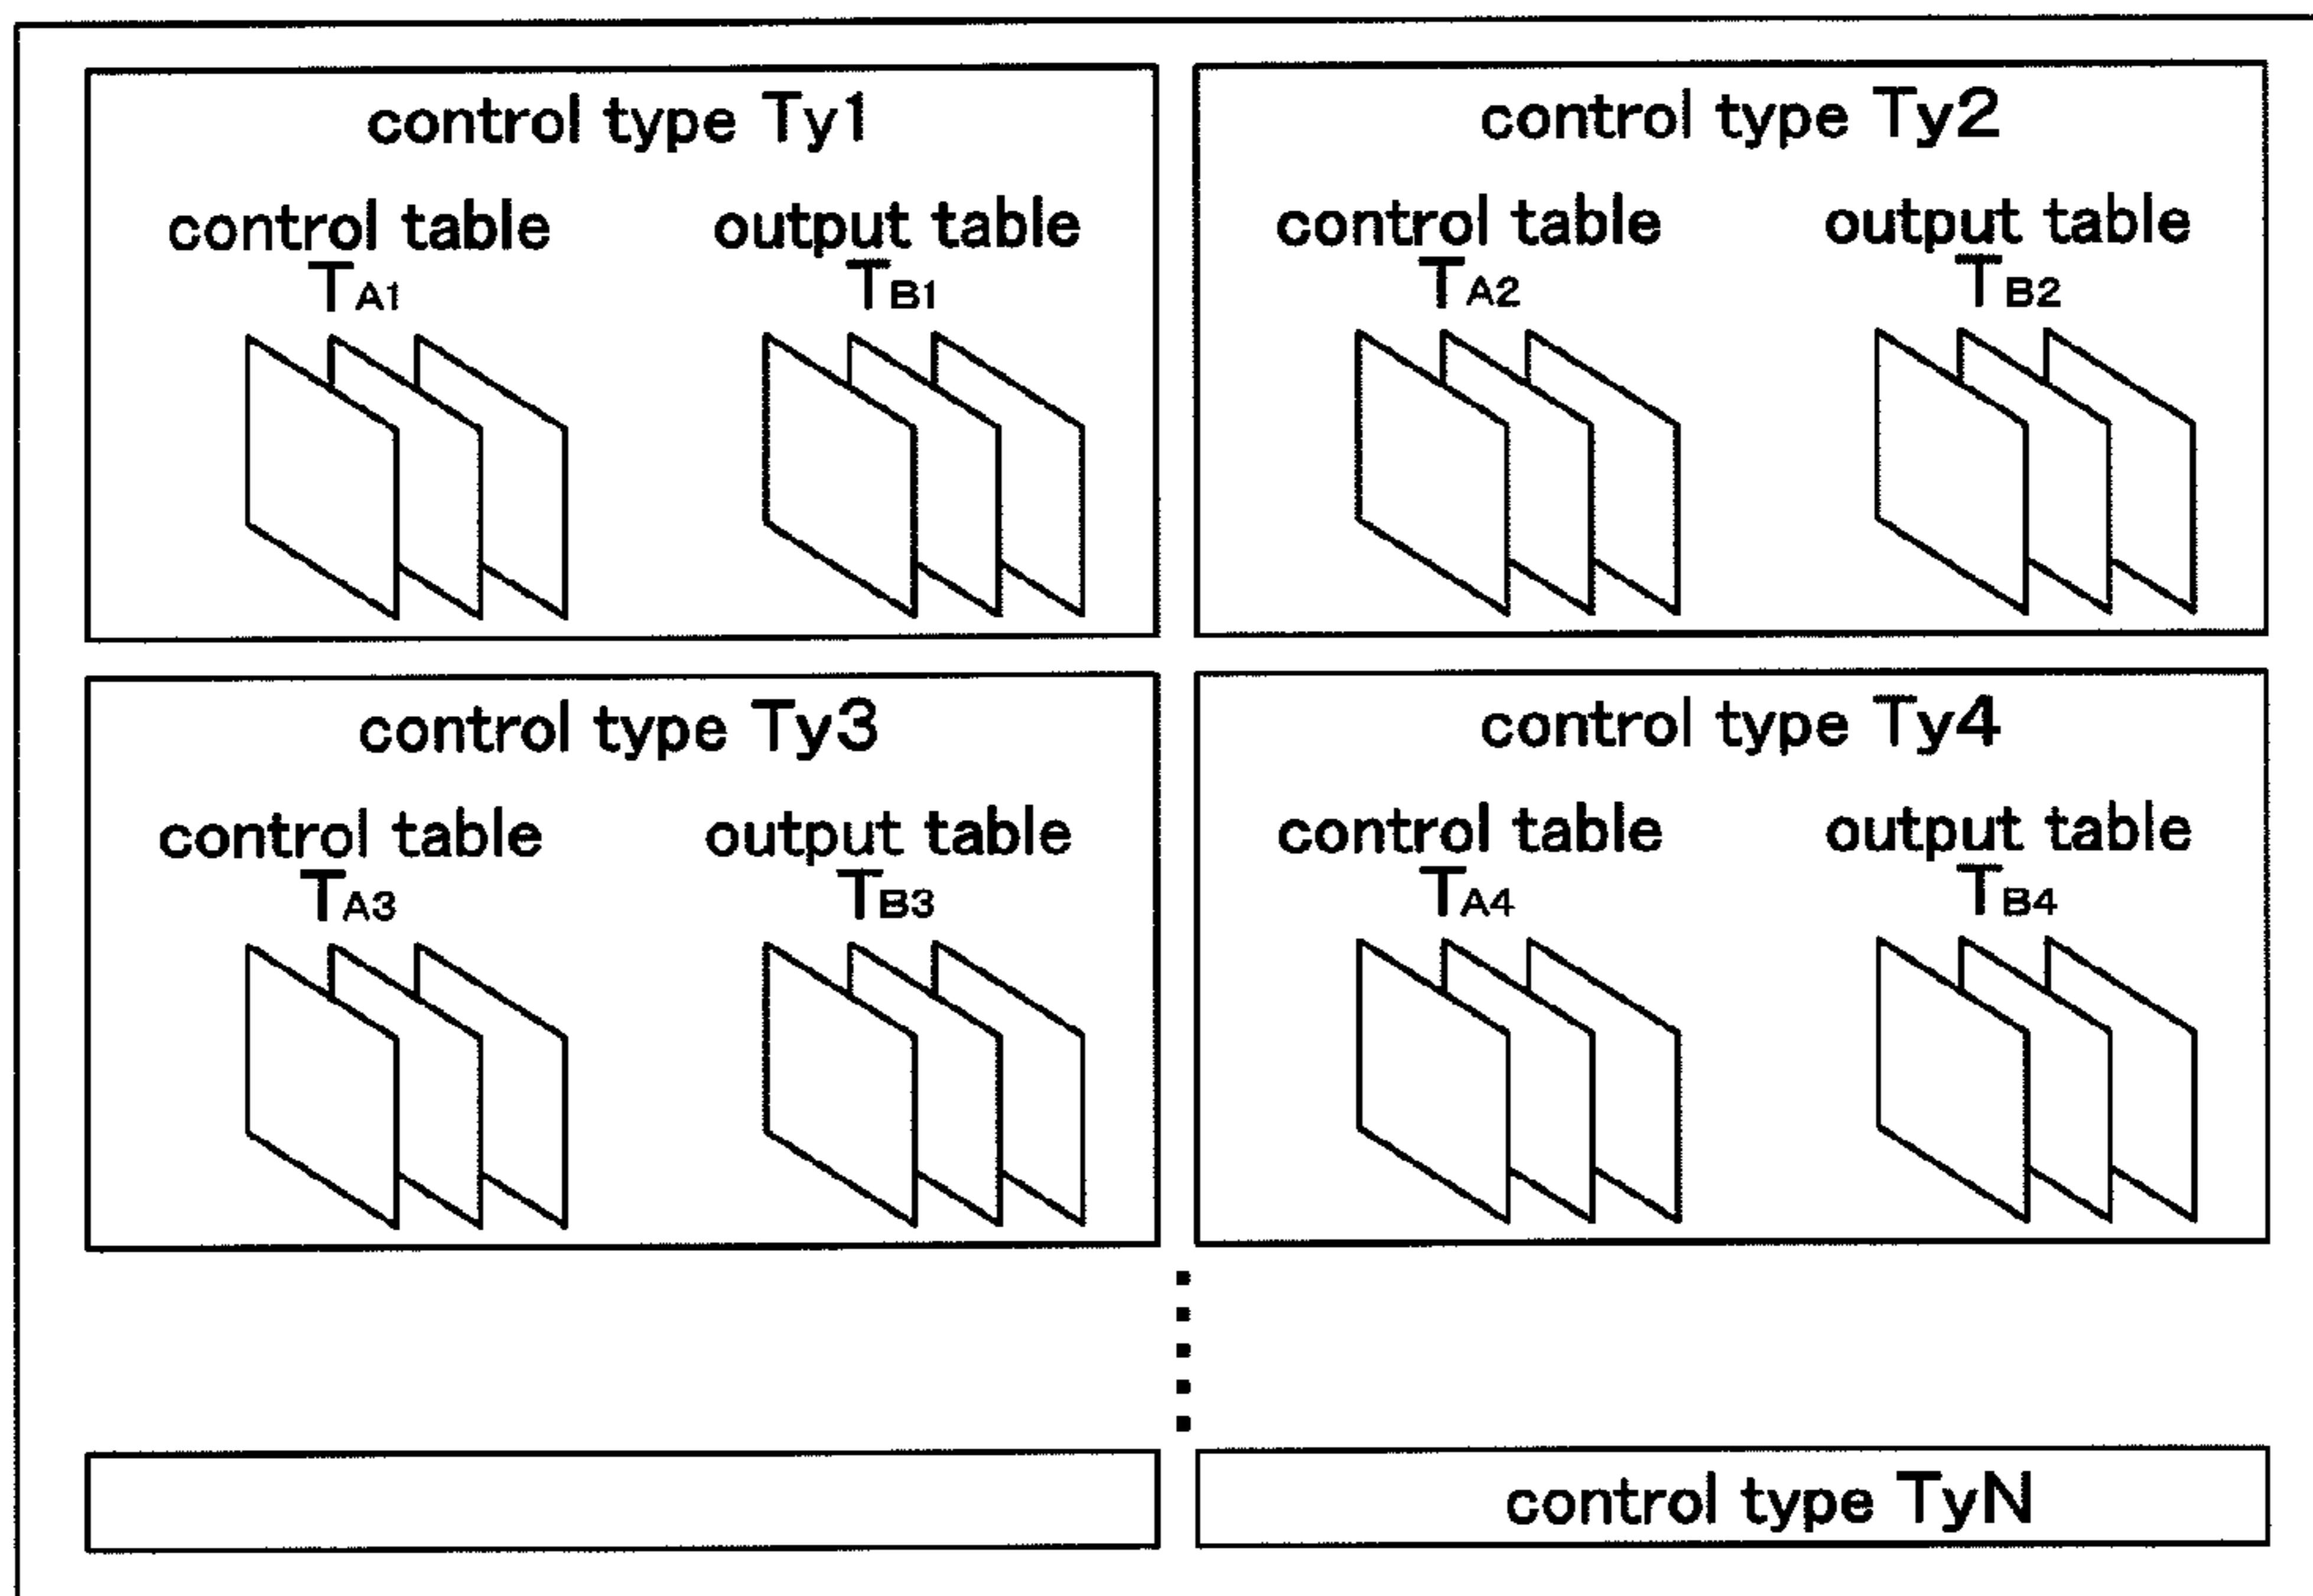 control type Ty1
control table output table
TA1 TB1
control type Ty2
control table output table
TA2 TB2
control type Ty3
control table output table
TA3 TB3
control type Ty4
control table output table
TA4 TB4
control type TyN